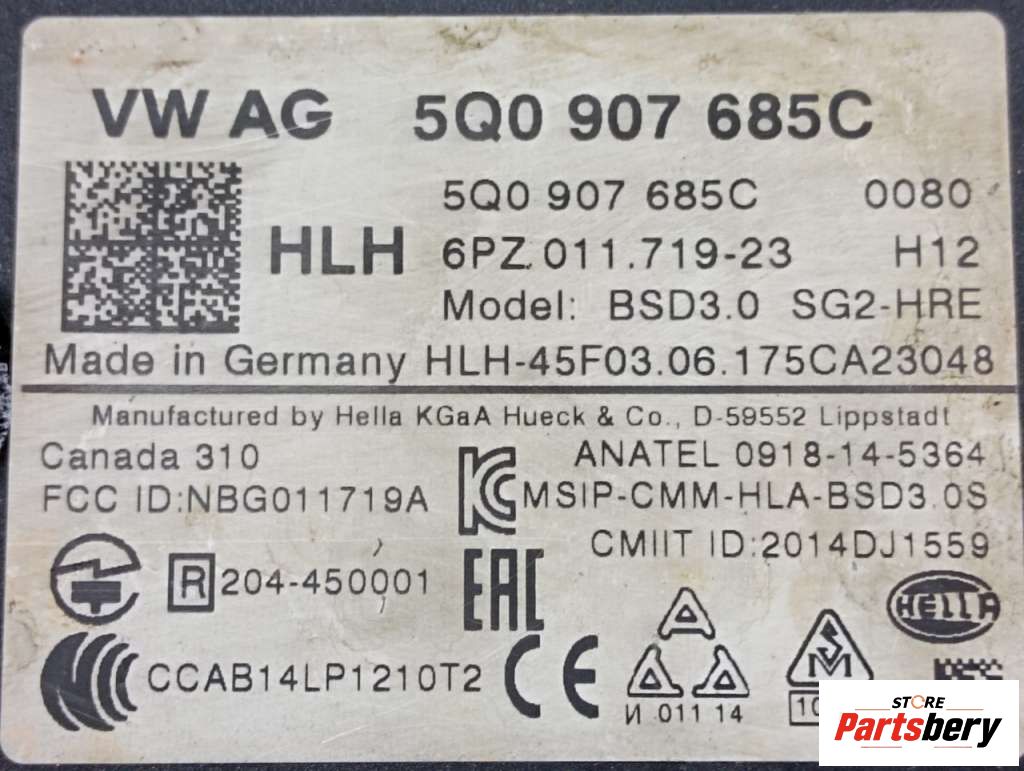 VW AG 5Q0 907 685C
5Q0 907 685C 0080
HLH 6PZ.011.719-23 H12
Model: BSD3.0 SG2-HRE
Made in Germany HLH-45F03.06.175CA23048
Manufactured by Hella KGaA Hueck & Co., D-59552 Lippstadt
Canada 310 ANATEL 0918-14-5364
FCC ID:NBG011719A MSIP-CMM-HLA-BSD3.0S
CMIIT ID:2014DJ1559
R 204-450001 EAC HELLA
CCAB14LP1210T2 CE
И 011 14
STORE
Partsbery